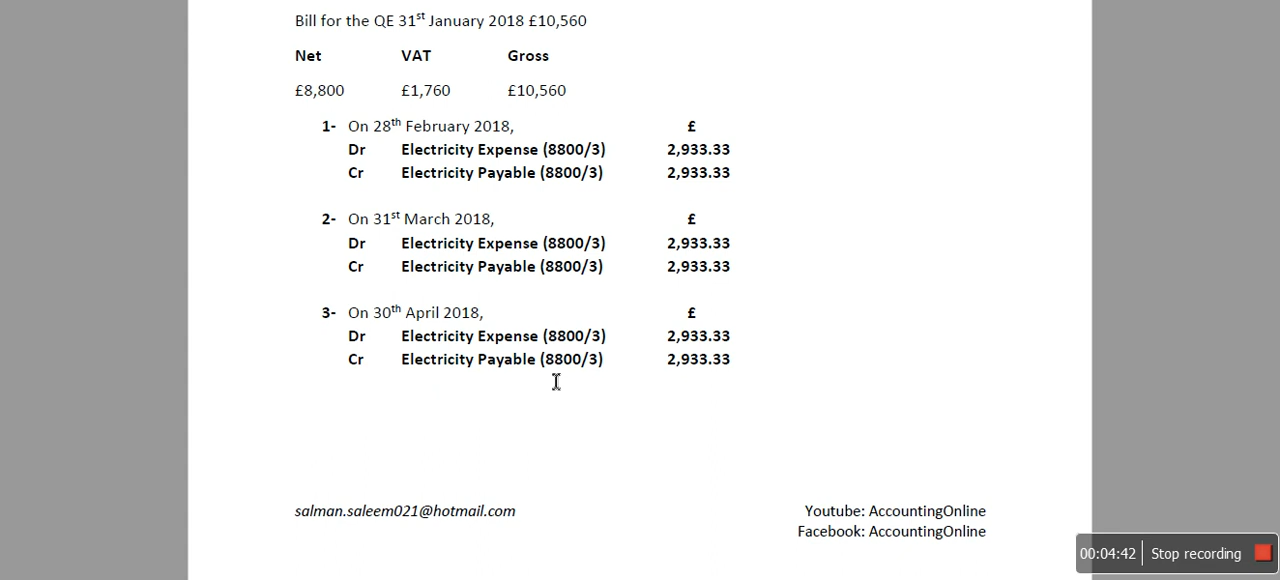 Bill for the QE 31st January 2018 £10,560
Net VAT Gross
£8,800 £1,760 £10,560
1- On 28th February 2018, £
Dr Electricity Expense (8800/3) 2,933.33
Cr Electricity Payable (8800/3) 2,933.33
2- On 31st March 2018, £
Dr Electricity Expense (8800/3) 2,933.33
Cr Electricity Payable (8800/3) 2,933.33
3- On 30th April 2018, £
Dr Electricity Expense (8800/3) 2,933.33
Cr Electricity Payable (8800/3) 2,933.33
salman.saleem021@hotmail.com Youtube: AccountingOnline
Facebook: AccountingOnline
00:04:42 Stop recording